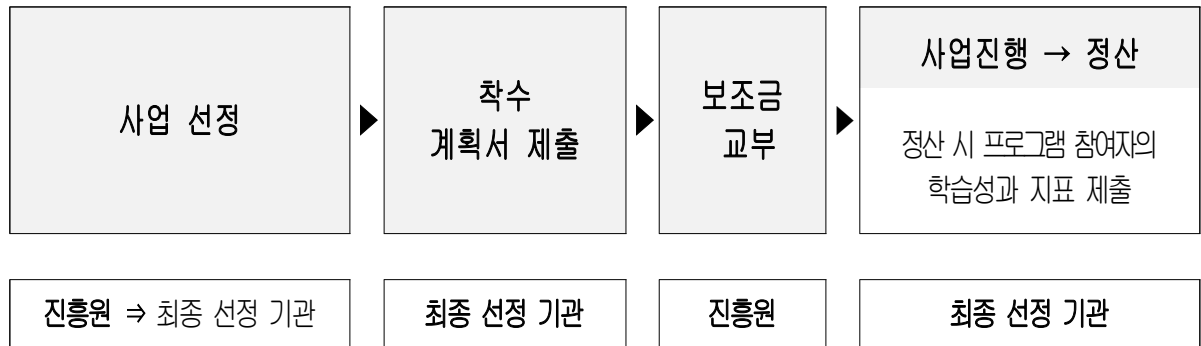 사업 선정
착수
계획서 제출
보조금
교부
사업진행 → 정산
정산 시 프로그램 참여자의
학습성과 지표 제출
진흥원 ⇒ 최종 선정 기관
최종 선정 기관
진흥원
최종 선정 기관